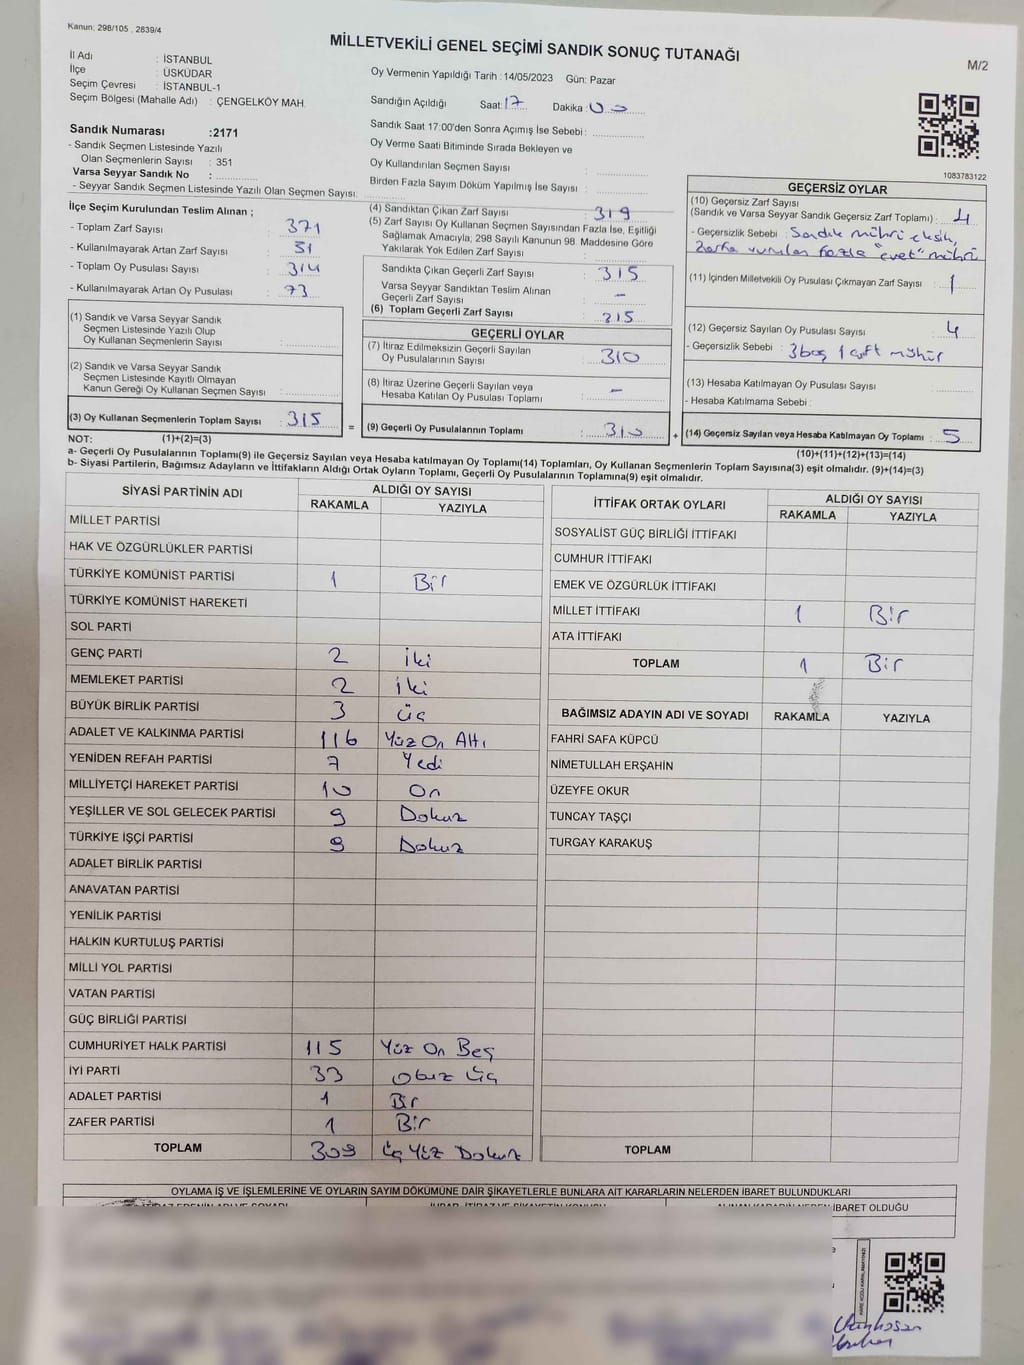 Kanun: 298/105 , 2839/4
MİLLETVEKİLİ GENEL SEÇİMİ SANDIK SONUÇ TUTANAĞI
M/2
İl Adı : İSTANBUL
İlçe : ÜSKÜDAR
Seçim Çevresi : İSTANBUL-1
Seçim Bölgesi (Mahalle Adı) : ÇENGELKÖY MAH.
Sandık Numarası :2171
- Sandık Seçmen Listesinde Yazılı
Olan Seçmenlerin Sayısı : 351
Varsa Seyyar Sandık No :
- Seyyar Sandık Seçmen Listesinde Yazılı Olan Seçmen Sayısı:
İlçe Seçim Kurulundan Teslim Alınan ;
- Toplam Zarf Sayısı : 371
- Kullanılmayarak Artan Zarf Sayısı : 51
- Toplam Oy Pusulası Sayısı : 314
- Kullanılmayarak Artan Oy Pusulası : 73
(1) Sandık ve Varsa Seyyar Sandık
Seçmen Listesinde Yazılı Olup
Oy Kullanan Seçmenlerin Sayısı :
(2) Sandık ve Varsa Seyyar Sandık
Seçmen Listesinde Kayıtlı Olmayan
Kanun Gereği Oy Kullanan Seçmen Sayısı :
(3) Oy Kullanan Seçmenlerin Toplam Sayısı : 315
Oy Vermenin Yapıldığı Tarih : 14/05/2023 Gün: Pazar
Sandığın Açıldığı Saat: 17 Dakika : 00
Sandık Saat 17:00'den Sonra Açımış İse Sebebi :
Oy Verme Saati Bitiminde Sırada Bekleyen ve
Oy Kullandırılan Seçmen Sayısı :
Birden Fazla Sayım Döküm Yapılmış İse Sayısı :
(4) Sandıktan Çıkan Zarf Sayısı : 319
(5) Zarf Sayısı Oy Kullanan Seçmen Sayısından Fazla İse, Eşitliği
Sağlamak Amacıyla, 298 Sayılı Kanunun 98. Maddesine Göre
Yakılarak Yok Edilen Zarf Sayısı :
Sandıkta Çıkan Geçerli Zarf Sayısı : 315
Varsa Seyyar Sandıktan Teslim Alınan
Geçerli Zarf Sayısı : -
(6) Toplam Geçerli Zarf Sayısı : 315
GEÇERLİ OYLAR
(7) İtiraz Edilmeksizin Geçerli Sayılan
Oy Pusulalarının Sayısı : 310
(8) İtiraz Üzerine Geçerli Sayılan veya
Hesaba Katılan Oy Pusulası Toplamı : -
= (9) Geçerli Oy Pusulalarının Toplamı : 310
1083783122
GEÇERSİZ OYLAR
(10) Geçersiz Zarf Sayısı
(Sandık ve Varsa Seyyar Sandık Geçersiz Zarf Toplamı) : 4
- Geçersizlik Sebebi : Sandık mührü eksik,
Zarfa vurulan fazla "evet" mührü
(11) İçinden Milletvekili Oy Pusulası Çıkmayan Zarf Sayısı : 1
(12) Geçersiz Sayılan Oy Pusulası Sayısı : 4
- Geçersizlik Sebebi : 3 boş 1 çift mühür
(13) Hesaba Katılmayan Oy Pusulası Sayısı :
- Hesaba Katılmama Sebebi :
+ (14) Geçersiz Sayılan veya Hesaba Katılmayan Oy Toplamı : 5
NOT: (1)+(2)=(3)
(10)+(11)+(12)+(13)=(14)
a- Geçerli Oy Pusulalarının Toplamı(9) ile Geçersiz Sayılan veya Hesaba katılmayan Oy Toplamı(14) Toplamları, Oy Kullanan Seçmenlerin Toplam Sayısına(3) eşit olmalıdır. (9)+(14)=(3)
b- Siyasi Partilerin, Bağımsız Adayların ve İttifakların Aldığı Ortak Oyların Toplamı, Geçerli Oy Pusulalarının Toplamına(9) eşit olmalıdır.
SİYASİ PARTİNİN ADI ALDIĞI OY SAYISI
RAKAMLA YAZIYLA
MİLLET PARTİSİ
HAK VE ÖZGÜRLÜKLER PARTİSİ
TÜRKİYE KOMÜNİST PARTİSİ 1 Bir
TÜRKİYE KOMÜNİST HAREKETİ
SOL PARTİ
GENÇ PARTİ 2 iki
MEMLEKET PARTİSİ 2 iki
BÜYÜK BİRLİK PARTİSİ 3 üç
ADALET VE KALKINMA PARTİSİ 116 Yüz On Altı
YENİDEN REFAH PARTİSİ 7 Yedi
MİLLİYETÇİ HAREKET PARTİSİ 10 On
YEŞİLLER VE SOL GELECEK PARTİSİ 9 Dokuz
TÜRKİYE İŞÇİ PARTİSİ 9 Dokuz
ADALET BİRLİK PARTİSİ
ANAVATAN PARTİSİ
YENİLİK PARTİSİ
HALKIN KURTULUŞ PARTİSİ
MİLLİ YOL PARTİSİ
VATAN PARTİSİ
GÜÇ BİRLİĞİ PARTİSİ
CUMHURİYET HALK PARTİSİ 115 Yüz On Beş
İYİ PARTİ 33 otuz üç
ADALET PARTİSİ 1 Bir
ZAFER PARTİSİ 1 Bir
TOPLAM 309 üç Yüz Dokuz
İTTİFAK ORTAK OYLARI ALDIĞI OY SAYISI
RAKAMLA YAZIYLA
SOSYALİST GÜÇ BİRLİĞİ İTTİFAKI
CUMHUR İTTİFAKI
EMEK VE ÖZGÜRLÜK İTTİFAKI
MİLLET İTTİFAKI 1 Bir
ATA İTTİFAKI
TOPLAM 1 Bir
BAĞIMSIZ ADAYIN ADI VE SOYADI RAKAMLA YAZIYLA
FAHRİ SAFA KÜPCÜ
NİMETULLAH ERŞAHİN
ÜZEYFE OKUR
TUNCAY TAŞÇI
TURGAY KARAKUŞ
TOPLAM
OYLAMA İŞ VE İŞLEMLERİNE VE OYLARIN SAYIM DÖKÜMÜNE DAİR ŞİKAYETLERLE BUNLARA AİT KARARLARIN NELERDEN İBARET BULUNDUKLARI
İBARET OLDUĞU